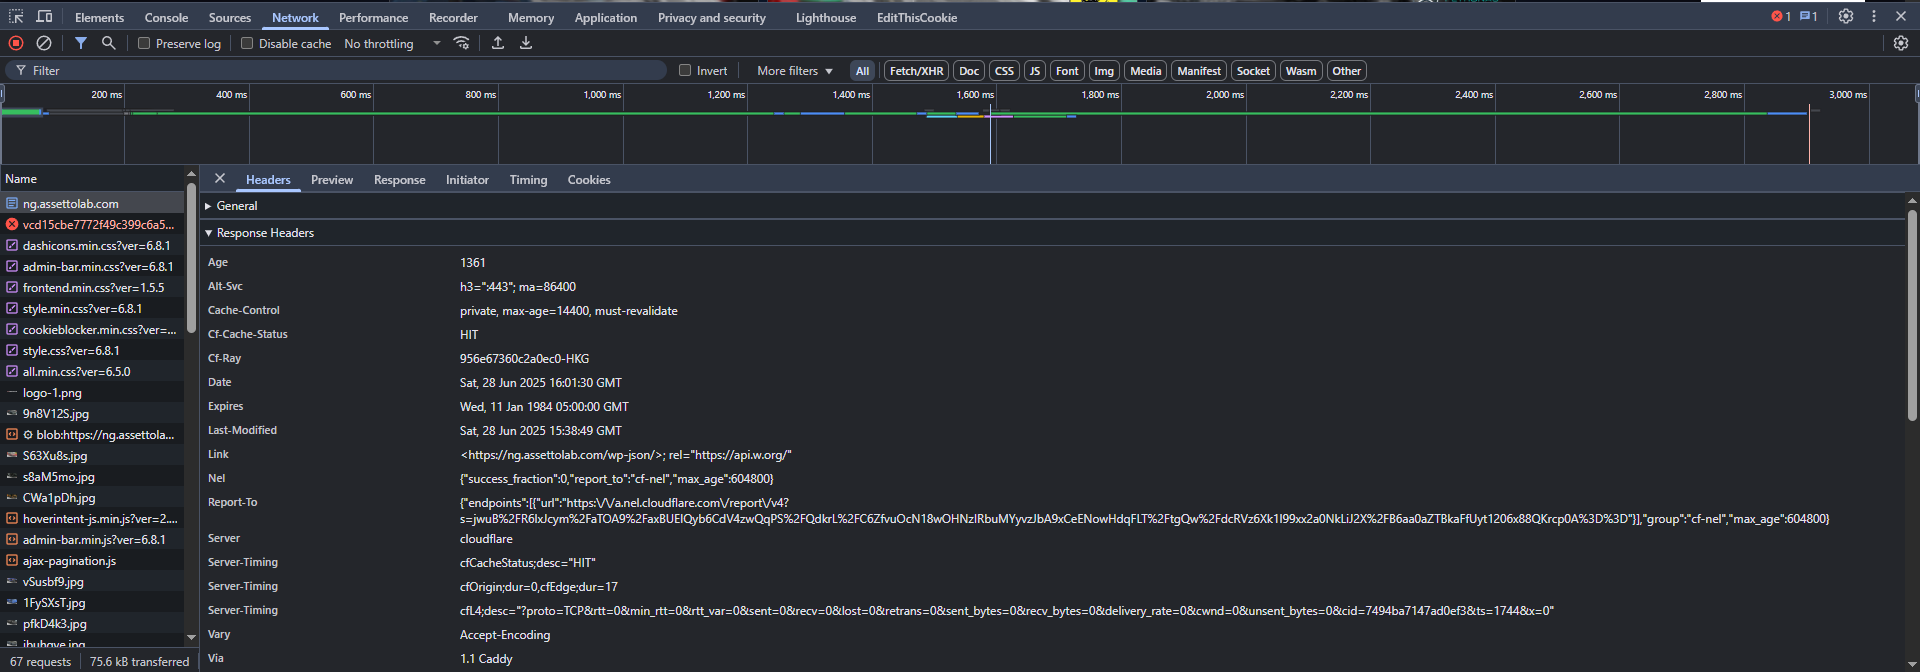 Elements Console Sources Network Performance Recorder Memory Application Privacy and security Lighthouse EditThisCookie 1 1
Preserve log Disable cache No throttling
Filter Invert More filters All Fetch/XHR Doc CSS JS Font Img Media Manifest Socket Wasm Other
200 ms 400 ms 600 ms 800 ms 1,000 ms 1,200 ms 1,400 ms 1,600 ms 1,800 ms 2,000 ms 2,200 ms 2,400 ms 2,600 ms 2,800 ms 3,000 ms
Name
ng.assettolab.com
vcd15cbe7772f49c399c6a5...
dashicons.min.css?ver=6.8.1
admin-bar.min.css?ver=6.8.1
frontend.min.css?ver=1.5.5
style.min.css?ver=6.8.1
cookieblocker.min.css?ver=...
style.css?ver=6.8.1
all.min.css?ver=6.5.0
logo-1.png
9n8V12S.jpg
blob:https://ng.assettola...
S63Xu8s.jpg
s8aM5mo.jpg
CWa1pDh.jpg
hoverintent-js.min.js?ver=2....
admin-bar.min.js?ver=6.8.1
ajax-pagination.js
vSusbf9.jpg
1FySXsT.jpg
pfkD4k3.jpg
67 requests 75.6 kB transferred
Headers Preview Response Initiator Timing Cookies
General
Response Headers
Age 1361
Alt-Svc h3=":443"; ma=86400
Cache-Control private, max-age=14400, must-revalidate
Cf-Cache-Status HIT
Cf-Ray 956e67360c2a0ec0-HKG
Date Sat, 28 Jun 2025 16:01:30 GMT
Expires Wed, 11 Jan 1984 05:00:00 GMT
Last-Modified Sat, 28 Jun 2025 15:38:49 GMT
Link <https://ng.assettolab.com/wp-json/>; rel="https://api.w.org/"
Nel {"success_fraction":0,"report_to":"cf-nel","max_age":604800}
Report-To {"endpoints":[{"url":"https:\/\/a.nel.cloudflare.com\/report\/v4?
s=jwuB%2FR6IxJcym%2FaTOA9%2FaxBUEIQyb6CdV4zwQqPS%2FQdkrL%2FC6ZfvuOcN18wOHNzIRbuMYyvzJbA9xCeENowHdqFLT%2FtgQw%2FdcRVz6Xk1I99xx2a0NkLiJ2X%2FB6aa0aZTBkaFfUyt1206x88QKrcp0A%3D%3D"}],"group":"cf-nel","max_age":604800}
Server cloudflare
Server-Timing cfCacheStatus;desc="HIT"
Server-Timing cfOrigin;dur=0,cfEdge;dur=17
Server-Timing cfL4;desc="?proto=TCP&rtt=0&min_rtt=0&rtt_var=0&sent=0&recv=0&lost=0&retrans=0&sent_bytes=0&recv_bytes=0&delivery_rate=0&cwnd=0&unsent_bytes=0&cid=7494ba7147ad0ef3&ts=1744&x=0"
Vary Accept-Encoding
Via 1.1 Caddy